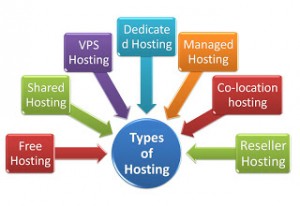 Dedicate
d Hosting
VPS
Hosting
Managed
Hosting
Shared
Hosting
Co-location
hosting
Free
Hosting
Types
of
Hosting
Reseller
Hosting